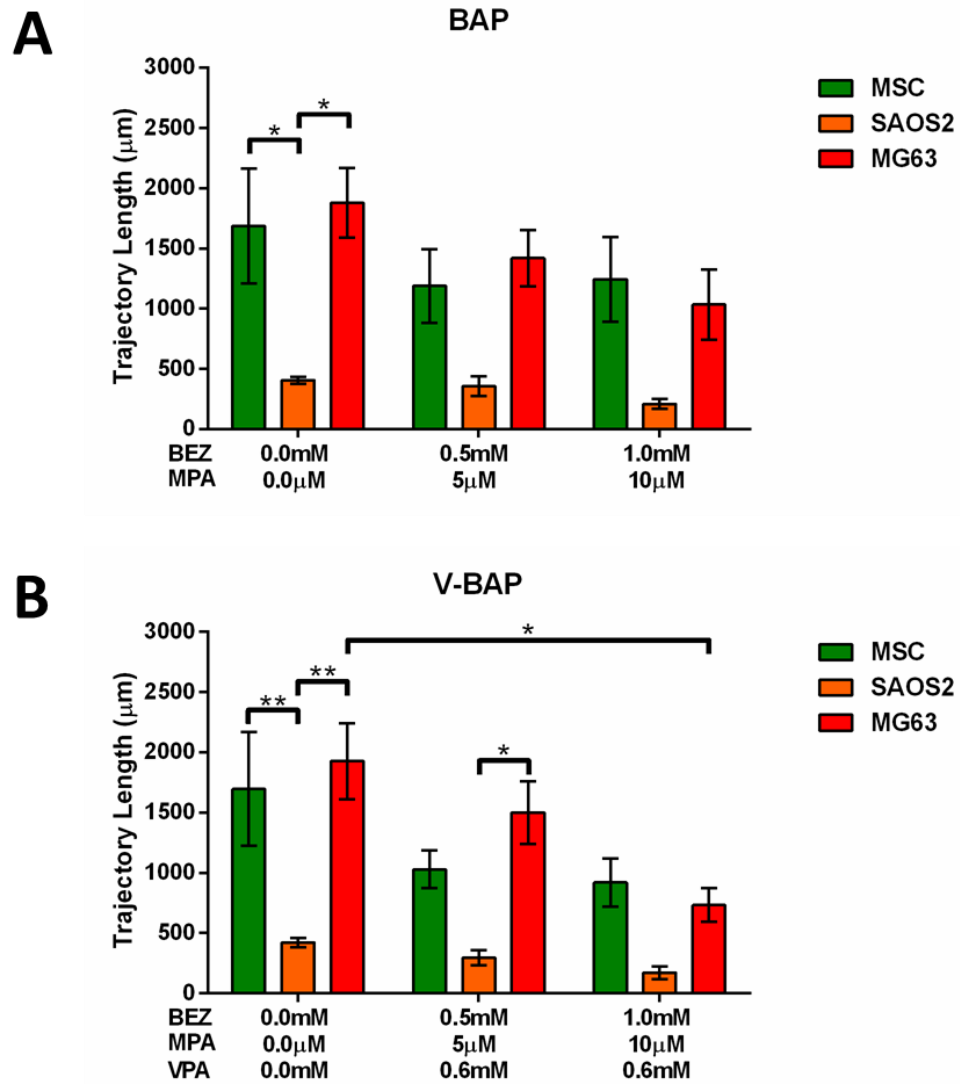 A
BAP
3000
2500
2000
1500
1000
500
0
Trajectory Length (μm)
*
*
MSC
SAOS2
MG63
BEZ 0.0mM 0.5mM 1.0mM
MPA 0.0μM 5μM 10μM
B
V-BAP
3000
2500
2000
1500
1000
500
0
Trajectory Length (μm)
*
**
**
*
MSC
SAOS2
MG63
BEZ 0.0mM 0.5mM 1.0mM
MPA 0.0μM 5μM 10μM
VPA 0.0mM 0.6mM 0.6mM